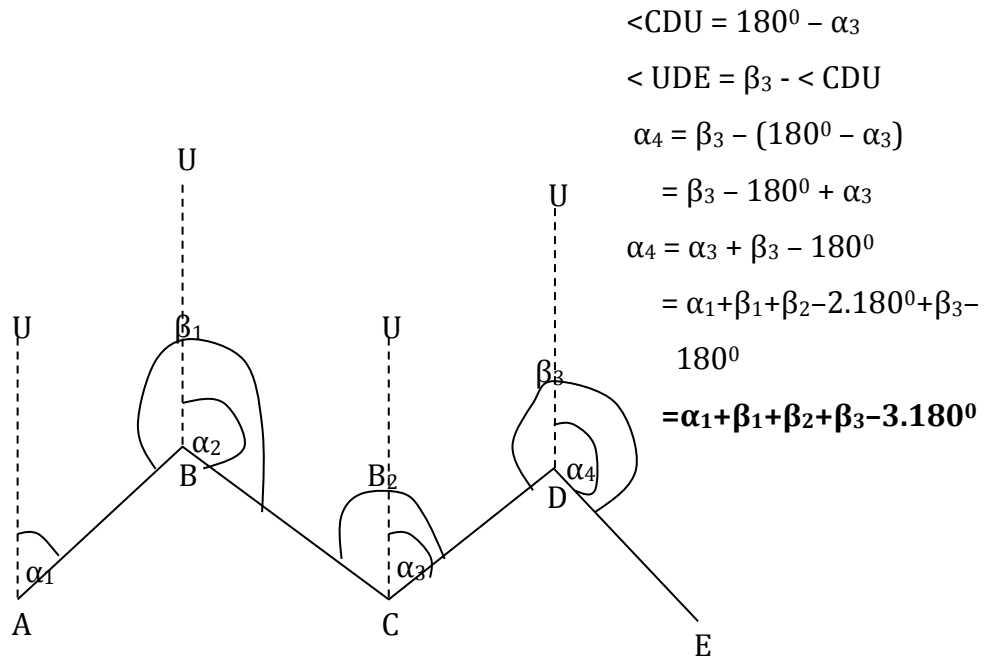 <CDU = 180⁰ – α₃
< UDE = β₃ - < CDU
α₄ = β₃ – (180⁰ – α₃)
= β₃ – 180⁰ + α₃
α₄ = α₃ + β₃ – 180⁰
= α₁+β₁+β₂–2.180⁰+β₃–
180⁰
=α₁+β₁+β₂+β₃–3.180⁰
U
U
U
β₁
U
β₃
α₂
B
B₂
α₄
D
α₁
α₃
A
C
E